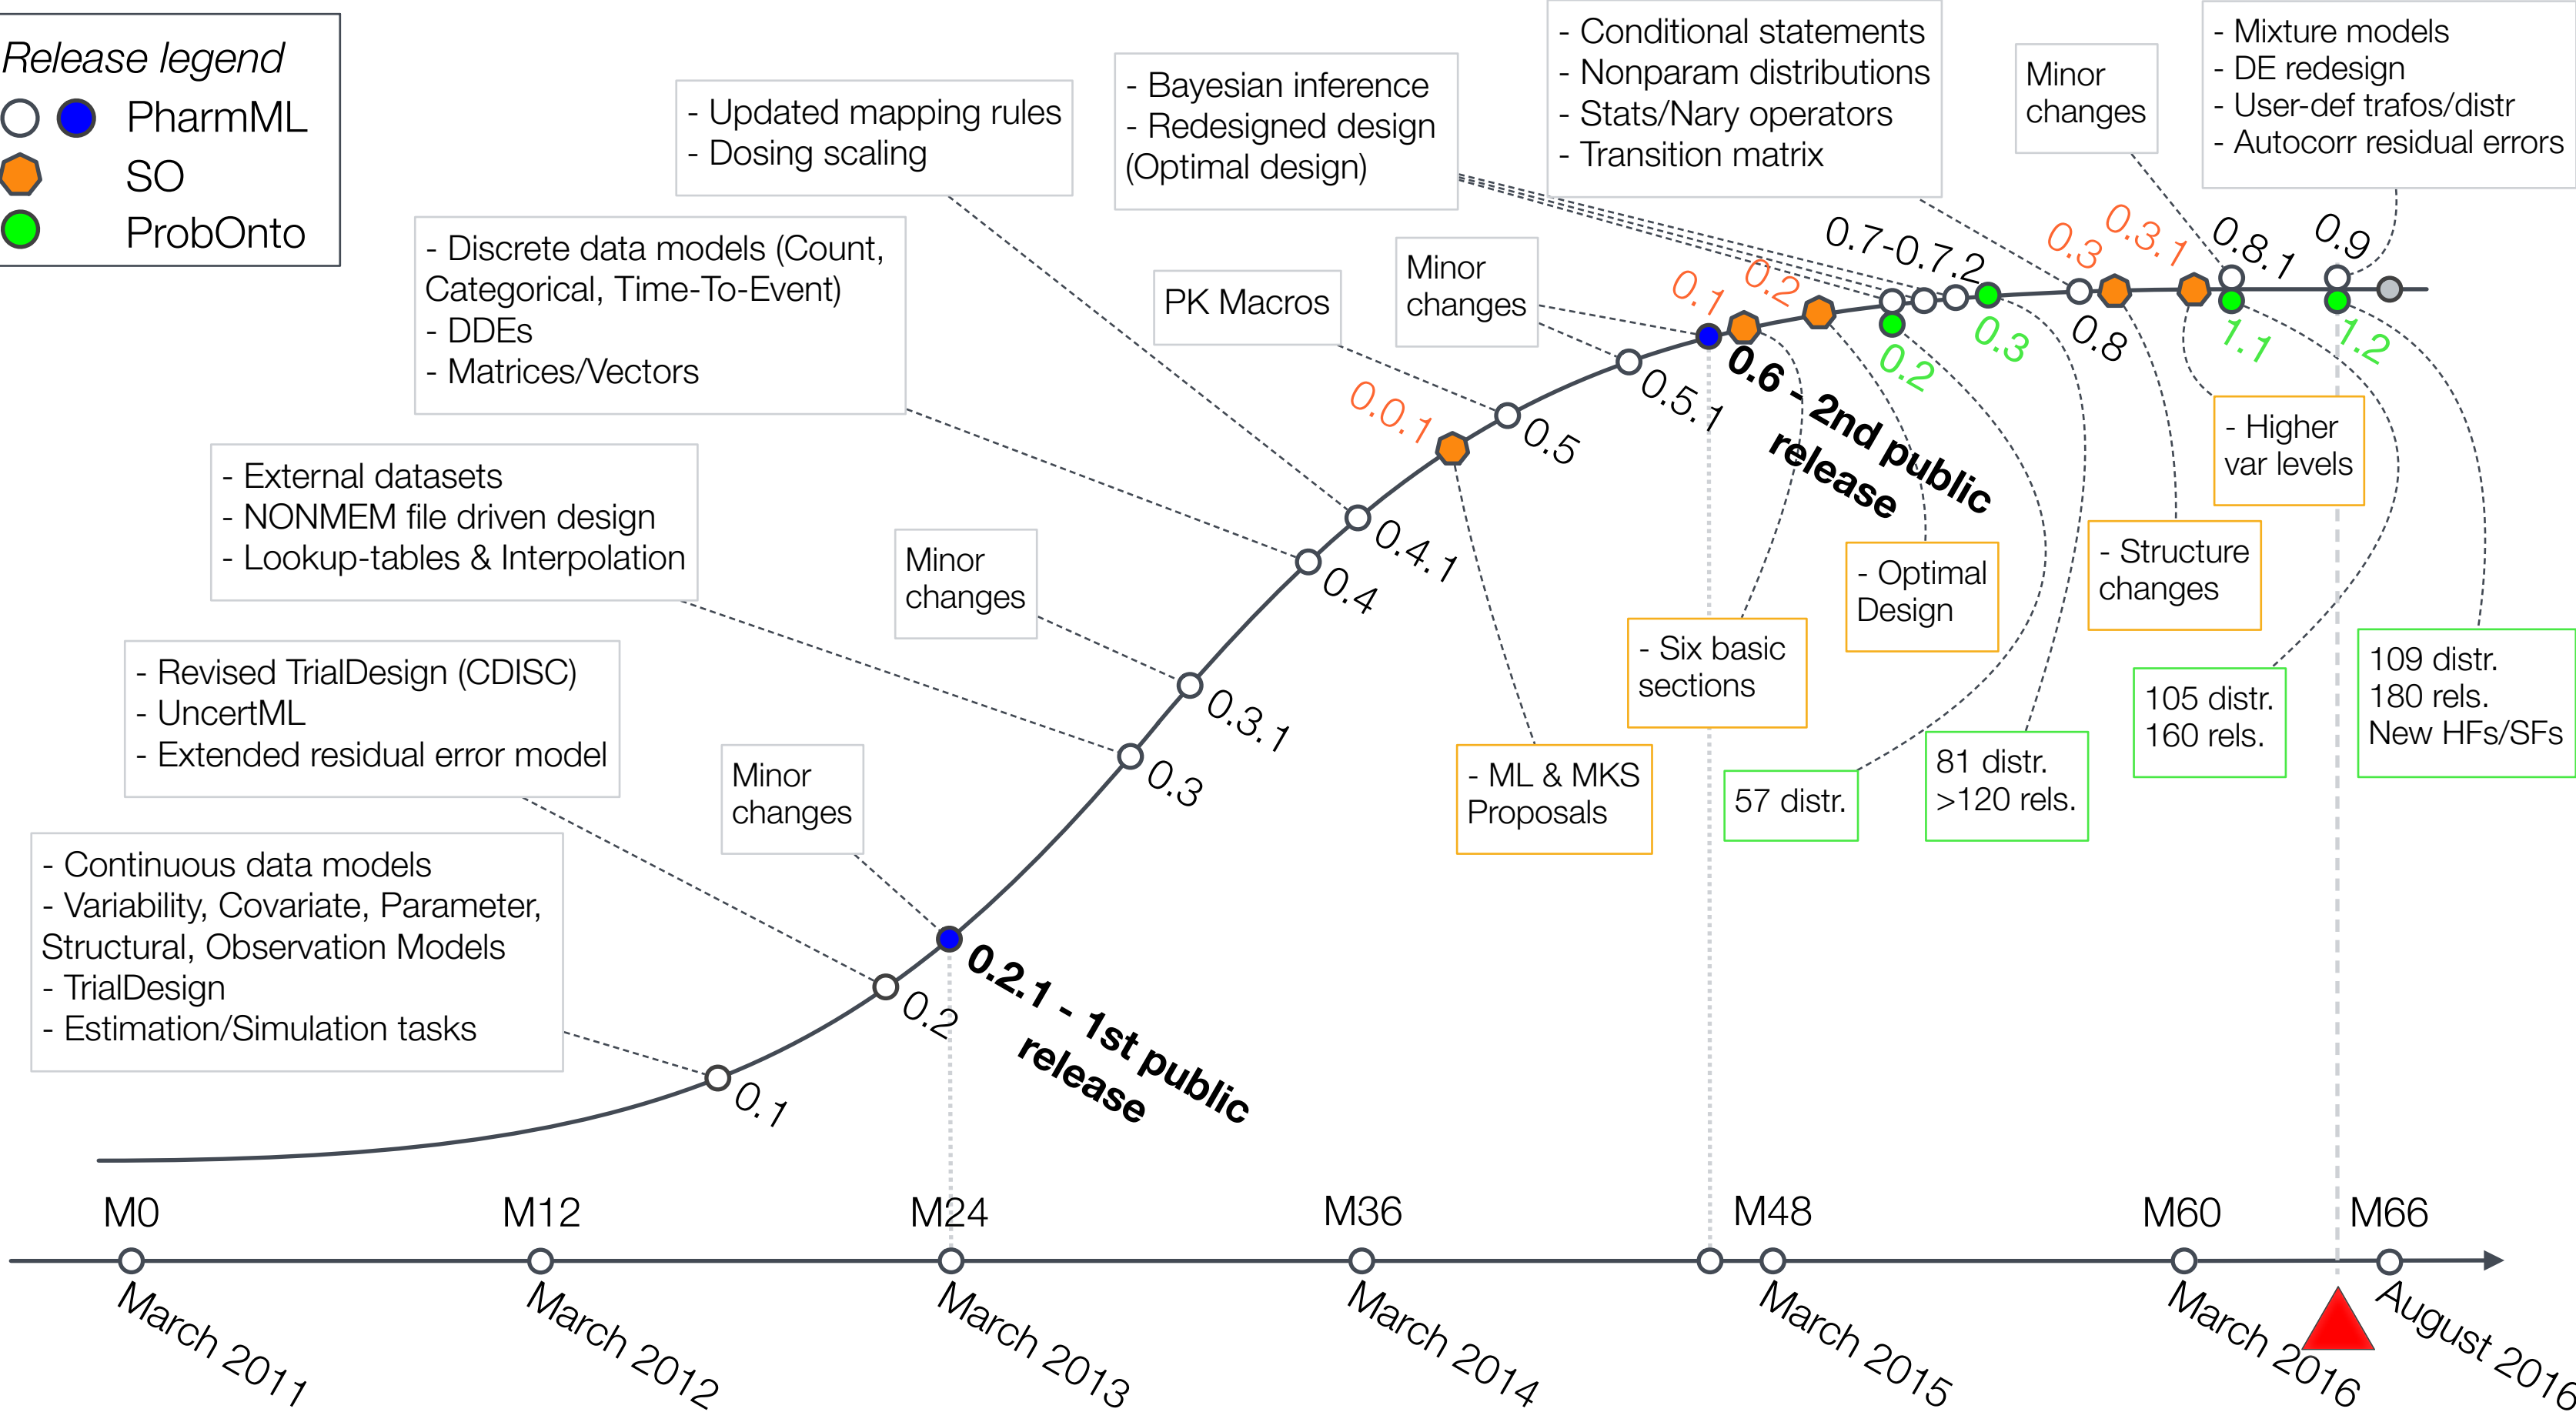 Release legend
PharmML
SO
ProbOnto
- Updated mapping rules
- Dosing scaling
- Bayesian inference
- Redesigned design
(Optimal design)
- Conditional statements
- Nonparam distributions
- Stats/Nary operators
- Transition matrix
Minor
changes
- Mixture models
- DE redesign
- User-def trafos/distr
- Autocorr residual errors
- Discrete data models (Count,
Categorical, Time-To-Event)
- DDEs
- Matrices/Vectors
PK Macros
Minor
changes
- External datasets
- NONMEM file driven design
- Lookup-tables & Interpolation
Minor
changes
- Revised TrialDesign (CDISC)
- UncertML
- Extended residual error model
Minor
changes
- Continuous data models
- Variability, Covariate, Parameter,
Structural, Observation Models
- TrialDesign
- Estimation/Simulation tasks
0.1
0.2
0.2.1 - 1st public
release
0.3
0.3.1
0.4
0.4.1
0.0.1
0.5
0.5.1
0.6 - 2nd public
release
0.1
0.2
0.7-0.7.2
0.2
0.3
0.8
0.3
0.3.1
0.8.1
1.1
0.9
1.2
- ML & MKS
Proposals
- Six basic
sections
- Optimal
Design
- Structure
changes
- Higher
var levels
57 distr.
81 distr.
>120 rels.
105 distr.
160 rels.
109 distr.
180 rels.
New HFs/SFs
M0
M12
M24
M36
M48
M60
M66
March 2011
March 2012
March 2013
March 2014
March 2015
March 2016
August 2016